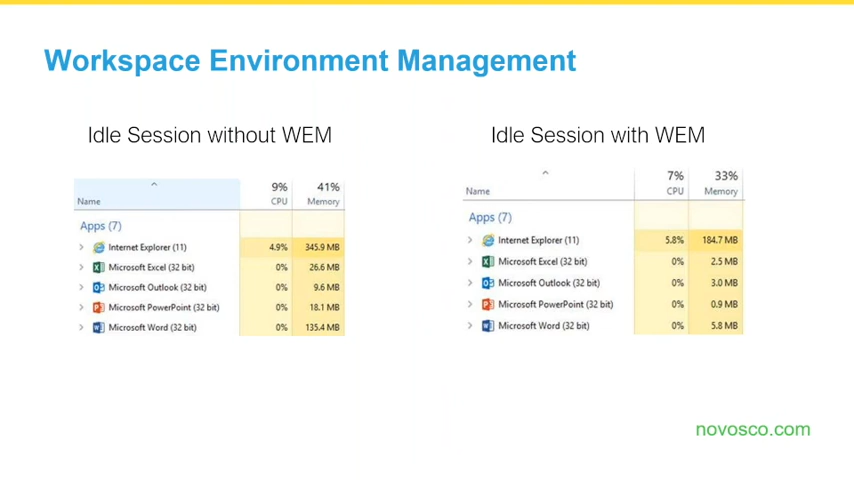 Workspace Environment Management
Idle Session without WEM
9% 41%
Name CPU Memory
Apps (7)
Internet Explorer (11) 4.9% 345.9 MB
Microsoft Excel (32 bit) 0% 26.6 MB
Microsoft Outlook (32 bit) 0% 9.6 MB
Microsoft PowerPoint (32 bit) 0% 18.1 MB
Microsoft Word (32 bit) 0% 135.4 MB
Idle Session with WEM
7% 33%
Name CPU Memory
Apps (7)
Internet Explorer (11) 5.8% 184.7 MB
Microsoft Excel (32 bit) 0% 2.5 MB
Microsoft Outlook (32 bit) 0% 3.0 MB
Microsoft PowerPoint (32 bit) 0% 0.9 MB
Microsoft Word (32 bit) 0% 5.8 MB
novosco.com